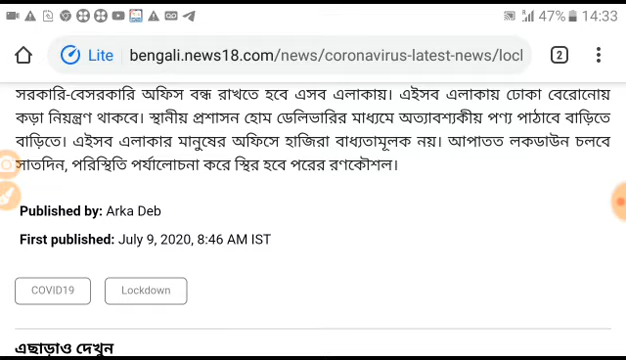 47% 14:33
Lite bengali.news18.com/news/coronavirus-latest-news/locl 2
সরকারি-বেসরকারি অফিস বন্ধ রাখতে হবে এসব এলাকায়। এইসব এলাকায় ঢোকা বেরোনোয়
কড়া নিয়ন্ত্রণ থাকবে। স্থানীয় প্রশাসন হোম ডেলিভারির মাধ্যমে অত্যাবশ্যকীয় পণ্য পাঠাবে বাড়িতে
বাড়িতে। এইসব এলাকার মানুষের অফিসে হাজিরা বাধ্যতামূলক নয়। আপাতত লকডাউন চলবে
সাতদিন, পরিস্থিতি পর্যালোচনা করে স্থির হবে পরের রণকৌশল।
Published by: Arka Deb
First published: July 9, 2020, 8:46 AM IST
COVID19 Lockdown
এছাড়াও দেখুন